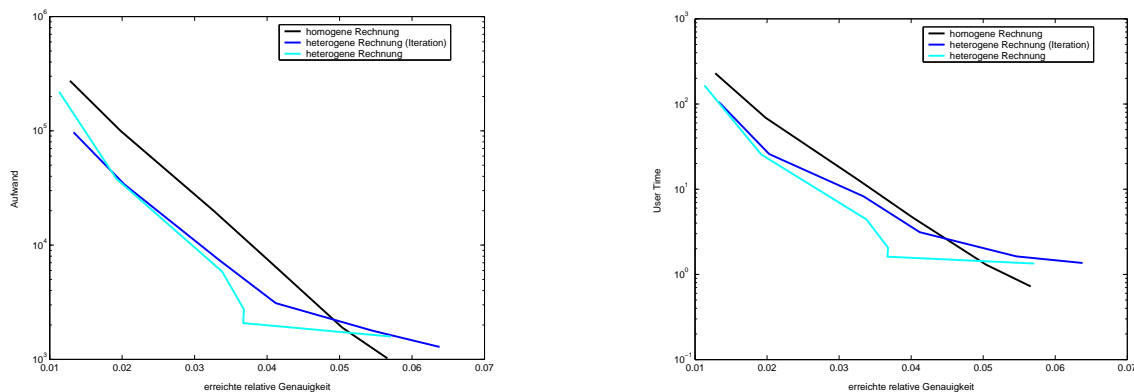 10^6
10^5
10^4
10^3
Aufwand
homogene Rechnung
heterogene Rechnung (Iteration)
heterogene Rechnung
0.01 0.02 0.03 0.04 0.05 0.06 0.07
erreichte relative Genauigkeit
10^3
10^2
10^1
10^0
10^-1
User Time
homogene Rechnung
heterogene Rechnung (Iteration)
heterogene Rechnung
0.01 0.02 0.03 0.04 0.05 0.06 0.07
erreichte relative Genauigkeit